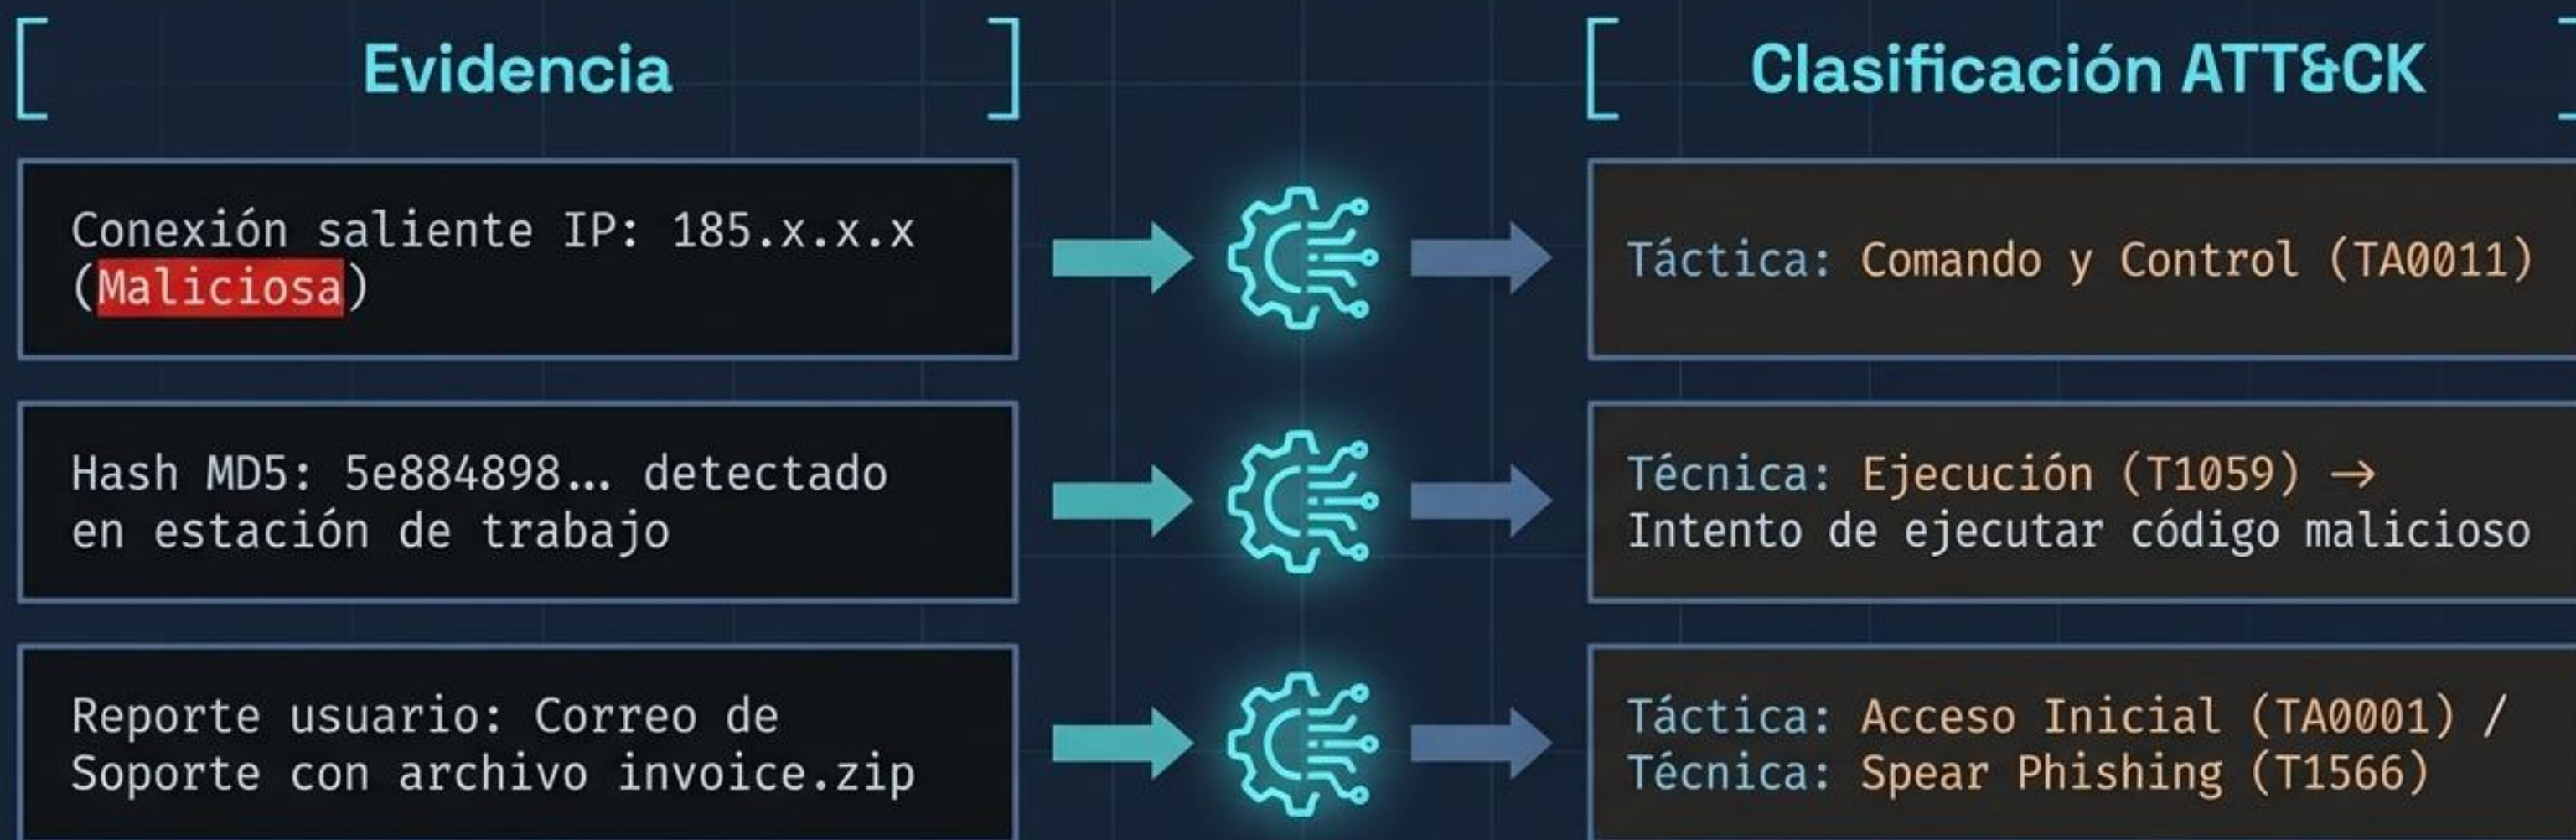 Evidencia
Clasificación ATT&CK
Conexión saliente IP: 185.x.x.x
(Maliciosa)
Táctica: Comando y Control (TA0011)
Hash MD5: 5e884898... detectado
en estación de trabajo
Técnica: Ejecución (T1059) →
Intento de ejecutar código malicioso
Reporte usuario: Correo de
Soporte con archivo invoice.zip
Táctica: Acceso Inicial (TA0001) /
Técnica: Spear Phishing (T1566)